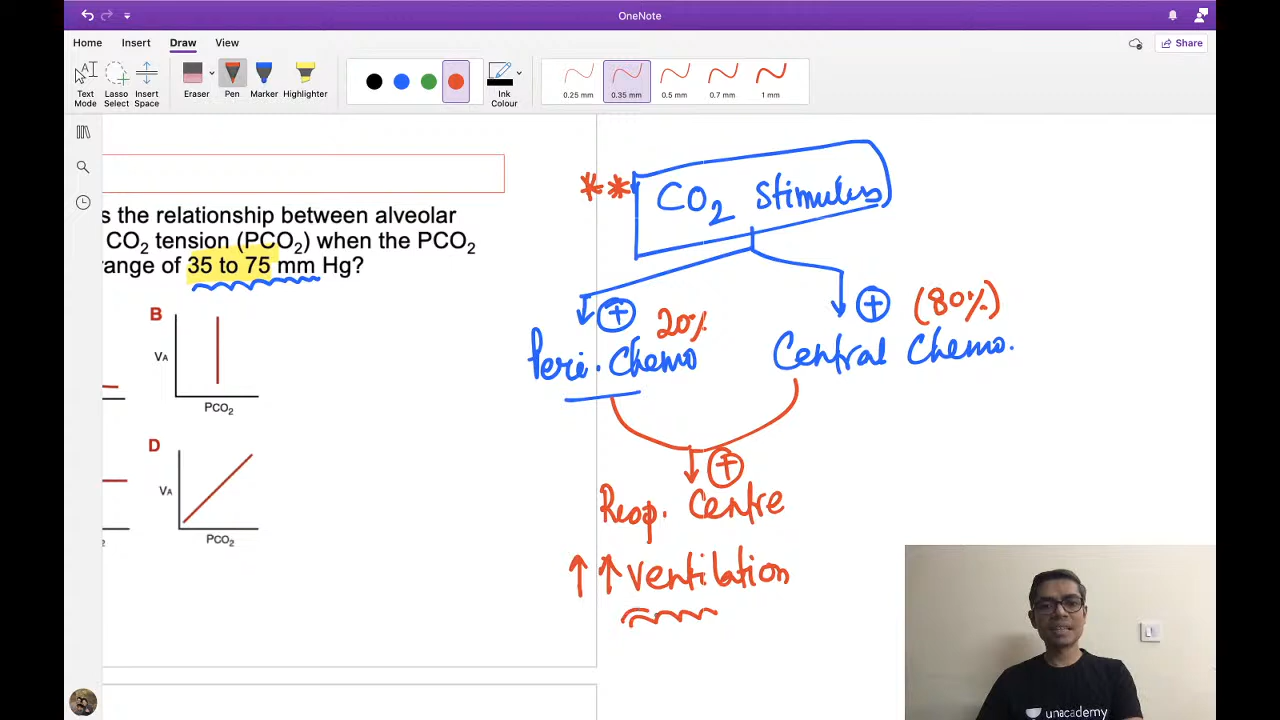 OneNote
Home Insert Draw View
Share
Text Mode
Lasso Select
Insert Space
Eraser
Pen
Marker
Highlighter
Ink Colour
0.25 mm
0.35 mm
0.5 mm
0.7 mm
1 mm
s the relationship between alveolar
CO2 tension (PCO2) when the PCO2
range of 35 to 75 mm Hg?
B
VA
PCO2
D
VA
PCO2
** CO2 Stimulus
+ 20%
+ (80%)
Peri. Chemo
Central Chemo.
+
Resp. Centre
↑ ↑ ventilation
unacademy